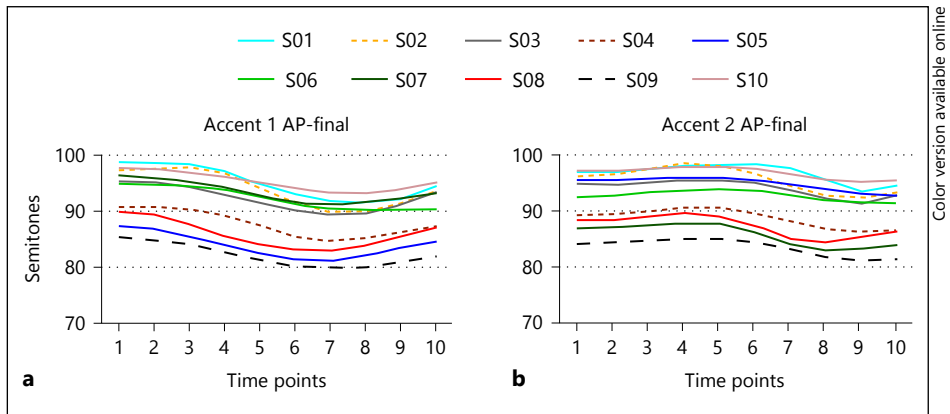 S01 S02 S03 S04 S05
S06 S07 S08 S09 S10
Accent 1 AP-final
Accent 2 AP-final
100
90
80
70
Semitones
1 2 3 4 5 6 7 8 9 10
Time points
a
100
90
80
70
1 2 3 4 5 6 7 8 9 10
Time points
b
Color version available online